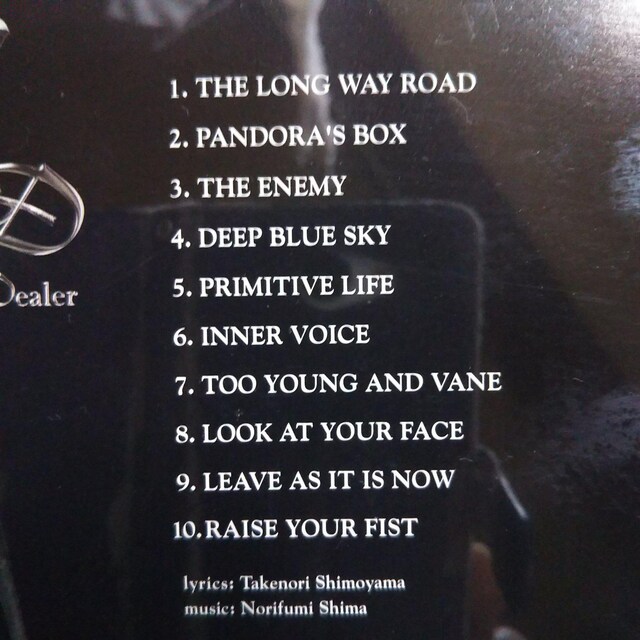 1. THE LONG WAY ROAD
2. PANDORA'S BOX
3. THE ENEMY
4. DEEP BLUE SKY
Dealer
5. PRIMITIVE LIFE
6. INNER VOICE
7. TOO YOUNG AND VANE
8. LOOK AT YOUR FACE
9. LEAVE AS IT IS NOW
10. RAISE YOUR FIST
lyrics: Takenori Shimoyama
music: Norifumi Shima